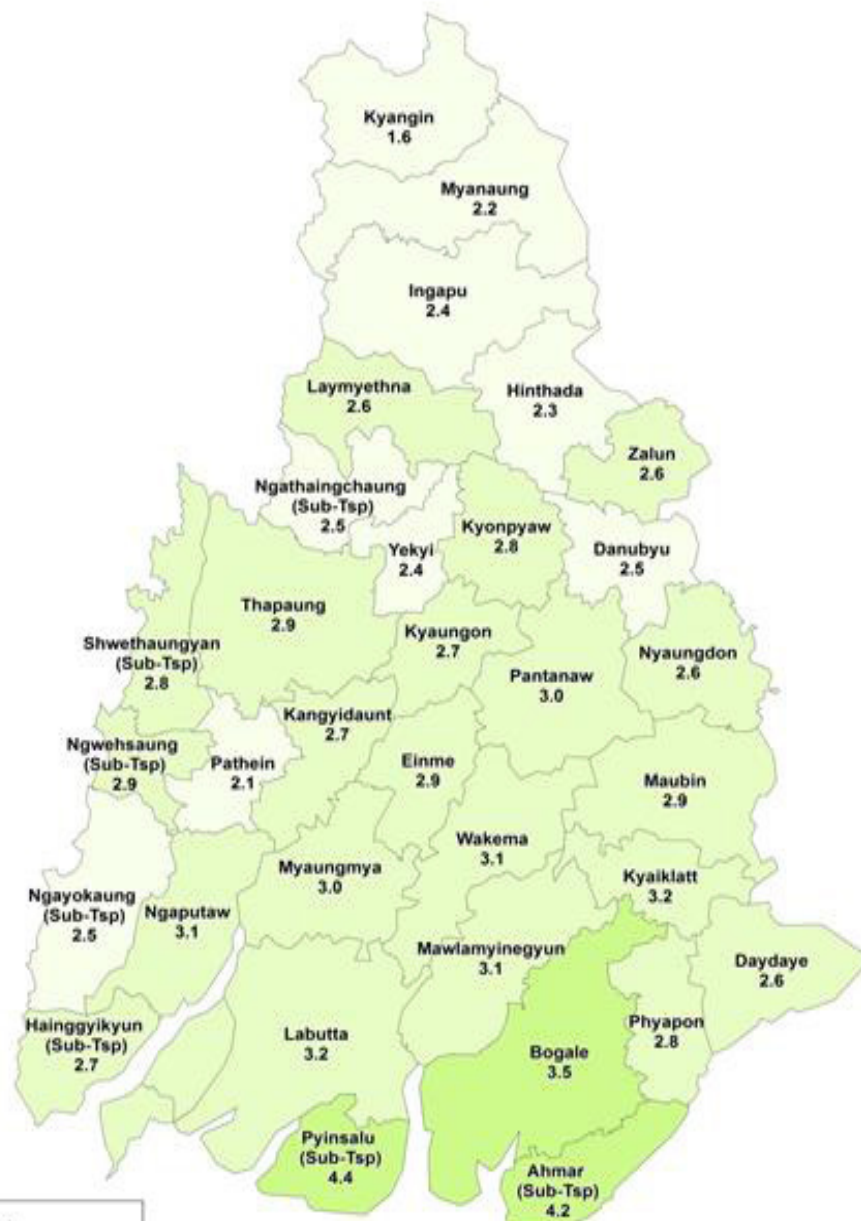 Kyangin
1.6
Myanaung
2.2
Ingapu
2.4
Laymyethna
2.6
Hinthada
2.3
Zalun
2.6
Ngathaingchaung
(Sub-Tsp)
2.5
Yekyi
2.4
Kyonpyaw
2.8
Danubyu
2.5
Thapaung
2.9
Shwethaungyan
(Sub-Tsp)
2.8
Kyaungon
2.7
Pantanaw
3.0
Nyaungdon
2.6
Kangyidaunt
2.7
Ngwehsaung
(Sub-Tsp)
2.9
Pathein
2.1
Einme
2.9
Maubin
2.9
Wakema
3.1
Myaungmya
3.0
Kyaiklatt
3.2
Ngayokaung
(Sub-Tsp)
2.5
Ngaputaw
3.1
Mawlamyinegyun
3.1
Daydaye
2.6
Hainggyikyun
(Sub-Tsp)
2.7
Labutta
3.2
Phyapon
2.8
Bogale
3.5
Pyinsalu
(Sub-Tsp)
4.4
Ahmar
(Sub-Tsp)
4.2